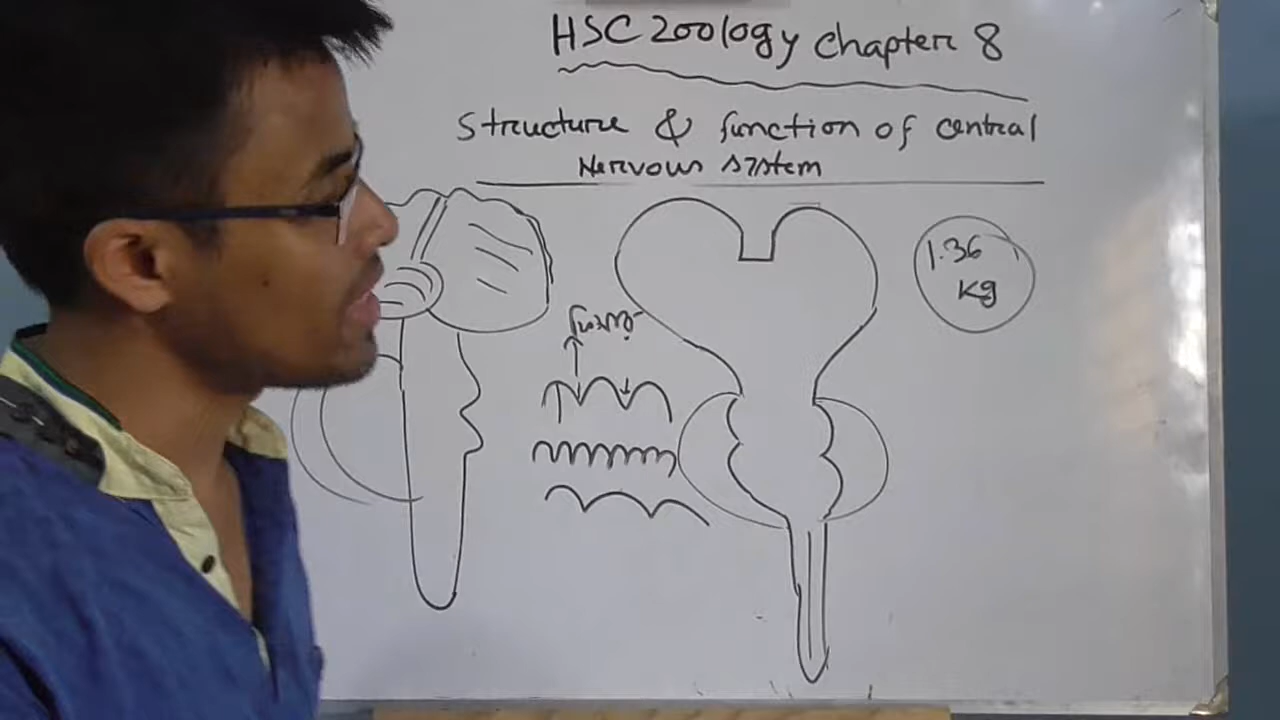 HSC Zoology Chapter 8
Structure & function of central
Nervous system
1.36
kg